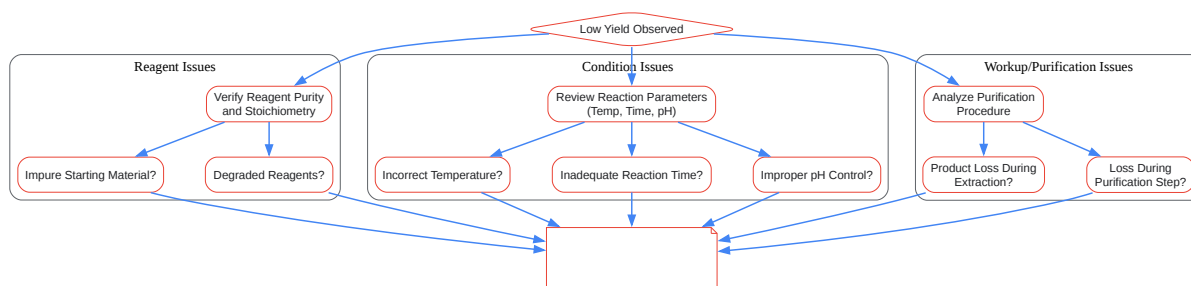 Low Yield Observed
Reagent Issues
Condition Issues
Workup/Purification Issues
Verify Reagent Purity
and Stoichiometry
Review Reaction Parameters
(Temp, Time, pH)
Analyze Purification
Procedure
Impure Starting Material?
Degraded Reagents?
Incorrect Temperature?
Inadequate Reaction Time?
Improper pH Control?
Product Loss During
Extraction?
Loss During
Purification Step?